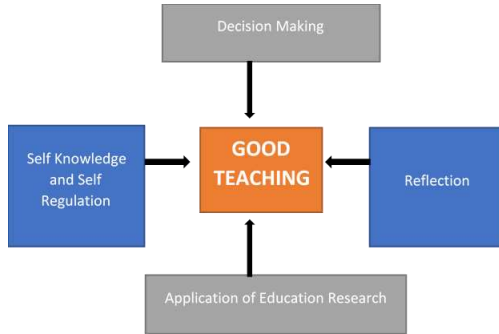 Decision Making
Self Knowledge
and Self
Regulation
GOOD
TEACHING
Reflection
Application of Education Research